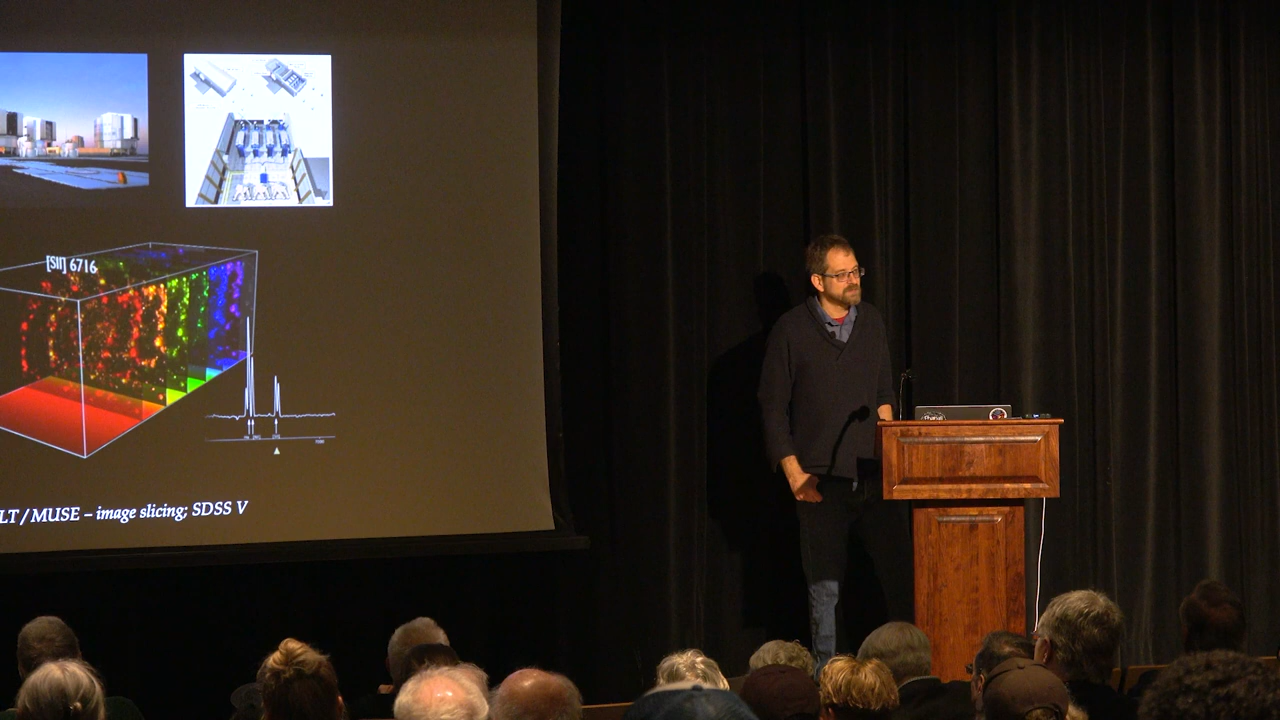 [SII] 6716
LT / MUSE – image slicing; SDSS V